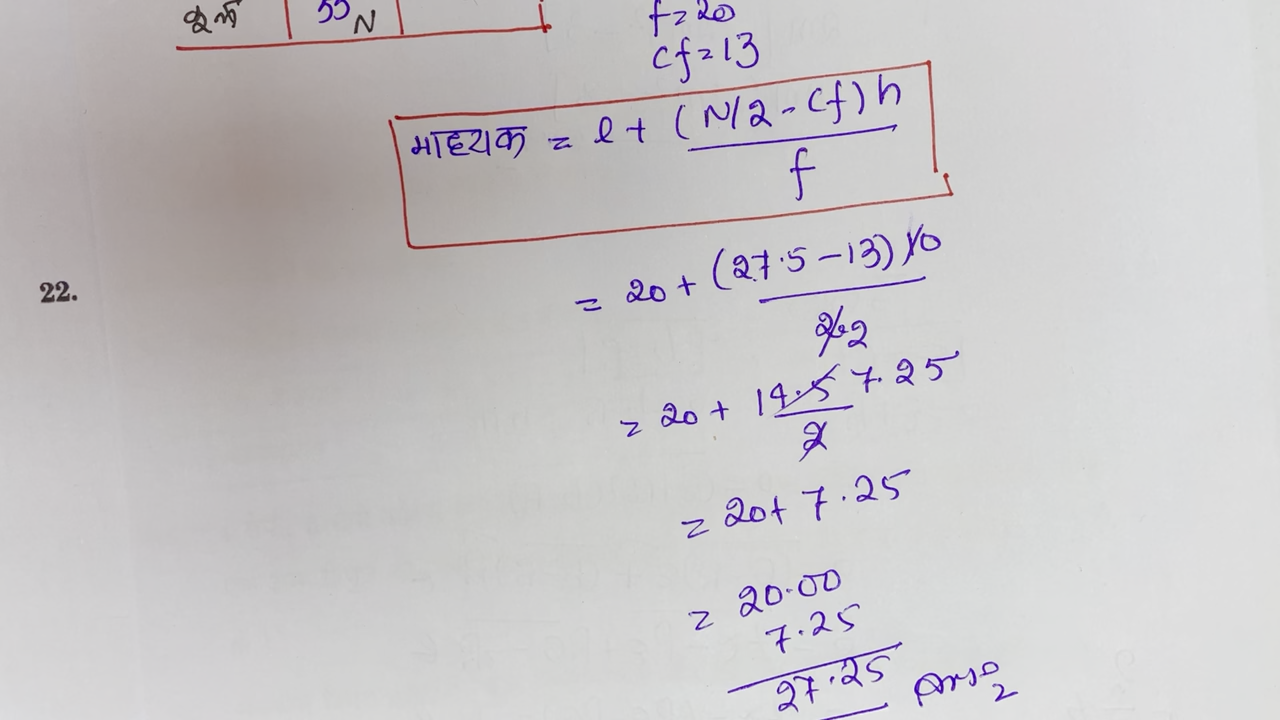 55 N
f=20
cf=13
माध्यक = l + (N/2 - Cf) h
f
22.
= 20 + (27.5 - 13) 10
20 2
= 20 + 14.5 7.25
2
= 20 + 7.25
= 20.00
7.25
27.25 Ans